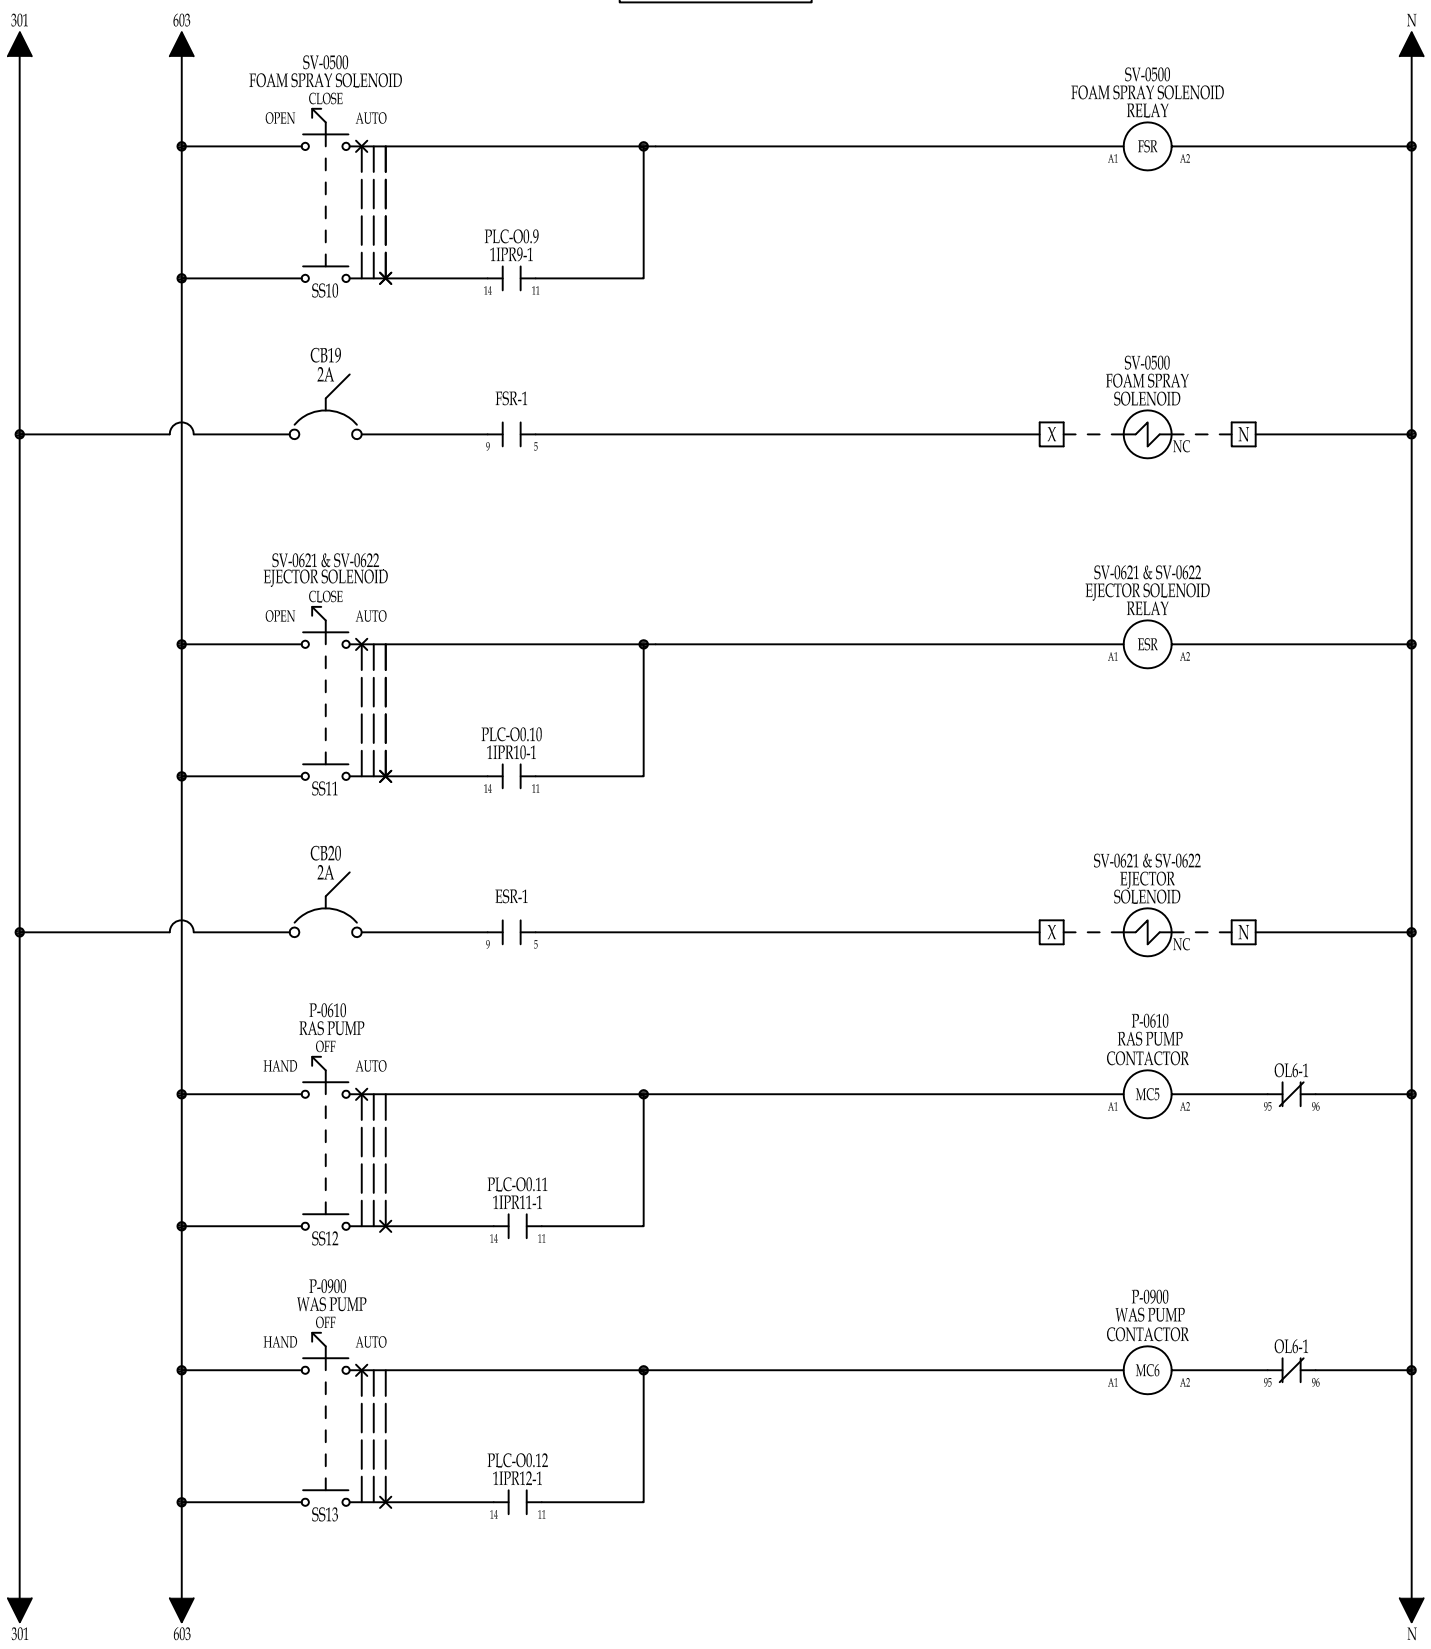 301
603
N
SV-0500
FOAM SPRAY SOLENOID
CLOSE
OPEN
AUTO
SV-0500
FOAM SPRAY SOLENOID
RELAY
FSR
A1
A2
PLC-O0.9
1IPR9-1
14
11
SS10
CB19
2A
FSR-1
9
5
SV-0500
FOAM SPRAY
SOLENOID
X
NC
N
SV-0621 & SV-0622
EJECTOR SOLENOID
CLOSE
OPEN
AUTO
SV-0621 & SV-0622
EJECTOR SOLENOID
RELAY
ESR
A1
A2
PLC-O0.10
1IPR10-1
14
11
SS11
CB20
2A
ESR-1
9
5
SV-0621 & SV-0622
EJECTOR
SOLENOID
X
NC
N
P-0610
RAS PUMP
OFF
HAND
AUTO
P-0610
RAS PUMP
CONTACTOR
MC5
A1
A2
OL6-1
95
96
PLC-O0.11
1IPR11-1
14
11
SS12
P-0900
WAS PUMP
OFF
HAND
AUTO
P-0900
WAS PUMP
CONTACTOR
MC6
A1
A2
OL6-1
95
96
PLC-O0.12
1IPR12-1
14
11
SS13
301
603
N